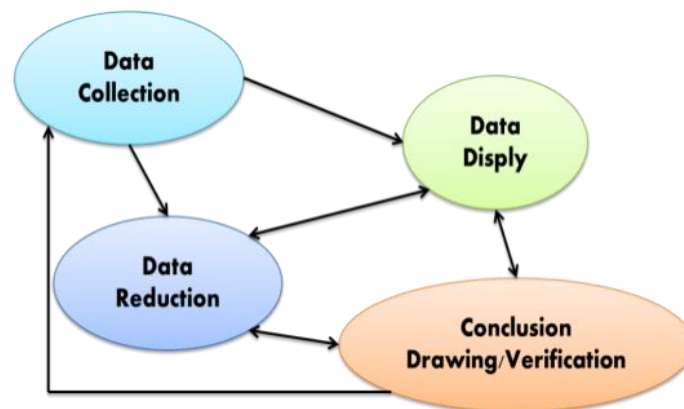 Data
Collection
Data
Disply
Data
Reduction
Conclusion
Drawing/Verification